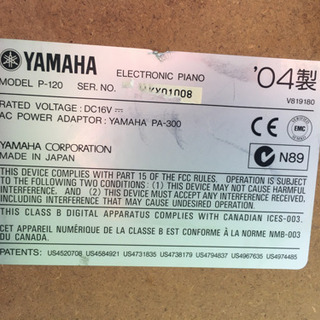 YAMAHA
ELECTRONIC PIANO
'04製
MODEL P-120 SERI NO. X01008
V819180
RATED VOLTAGE: DC16V
AC POWER ADAPTOR: YAMAHA PA-300
CE
EMC
N89
YAMAHA CORPORATION
MADE IN JAPAN
THIS DEVICE COMPLIES WITH PART 15 OF THE FCC RULES. OPERATION IS SUBJECT
TO THE FOLLOWING TWO CONDITIONS: (1) THIS DEVICE MAY NOT CAUSE HARMFUL
INTERFERENCE, AND (2) THIS DEVICE MUST ACCEPT ANY INTERFERENCE RECEIVED
INCLUDING INTERFERENCE THAT MAY CAUSE UNDESIRED OPERATION.
THIS CLASS B DIGITAL APPARATUS COMPLIES WITH CANADIAN ICES-003.
CET APPAREIL NUMÉRIQUE DE LA CLASSE B EST CONFORME À LA NORME NMB-003
DU CANADA.
PATENTS: US4520708 US4584921 US4731835 US4738179 US4794837 US4967635 US4974485